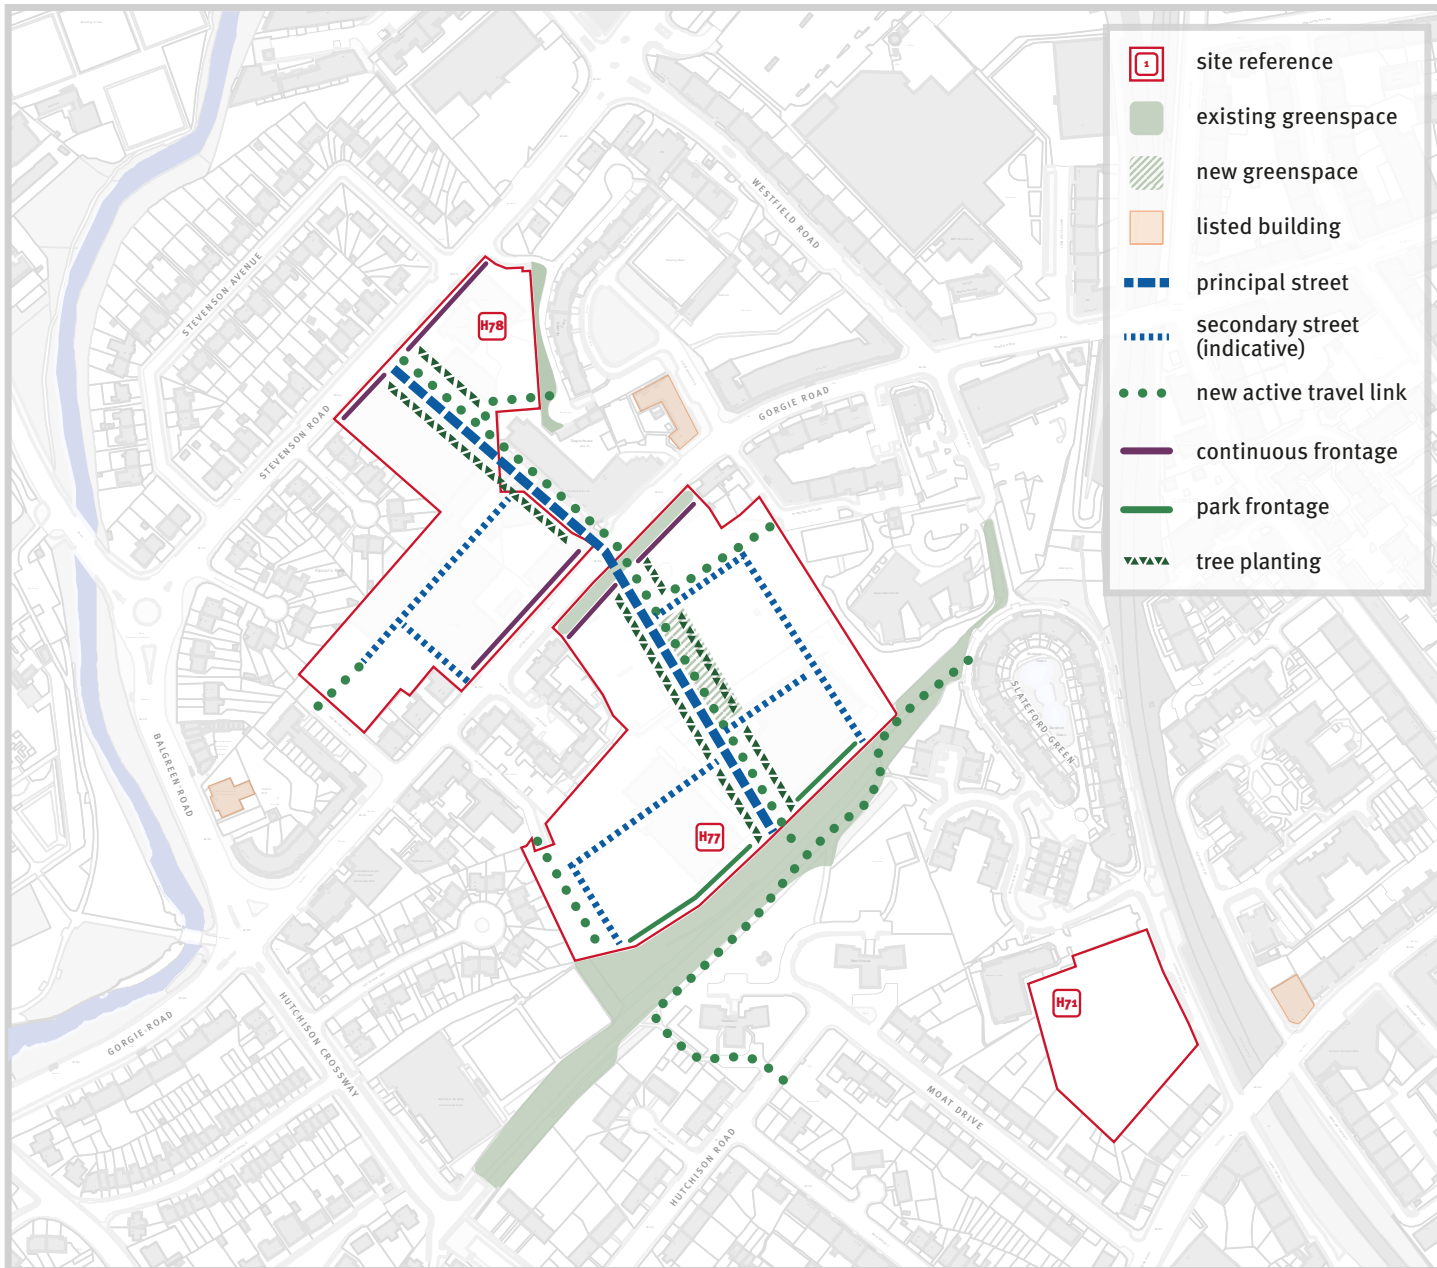 1
site reference
existing greenspace
new greenspace
listed building
principal street
secondary street
(indicative)
new active travel link
continuous frontage
park frontage
tree planting
WESTFIELD ROAD
STEVENSON AVENUE
H78
GORGIE ROAD
STEVENSON ROAD
SLATEFORD GREEN
BALGREEN ROAD
H77
H71
GORGIE ROAD
HUTCHISON CROSSWAY
MOAT DRIVE
HUTCHISON ROAD